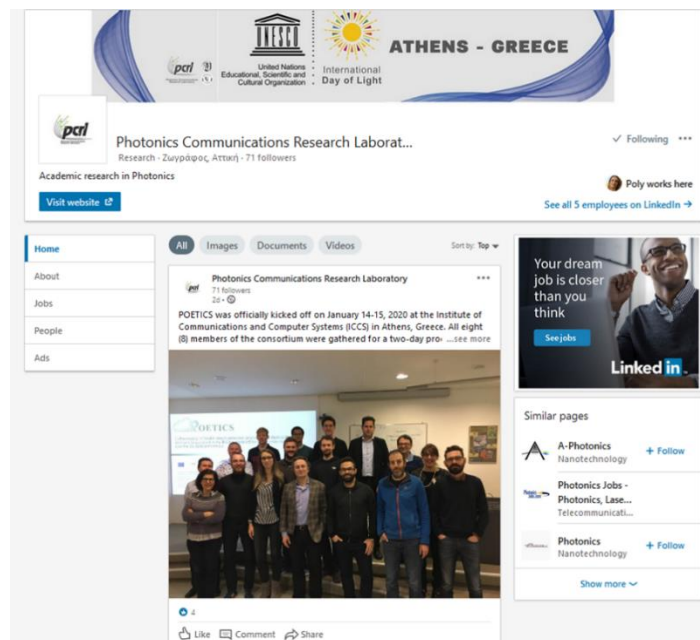 pcrl
UNESCO
United Nations
Educational, Scientific and
Cultural Organization
International
Day of Light
ATHENS - GREECE
pcrl
Photonics Communications Research Laborat...
Research - Ζωγράφος, Αττική - 71 followers
Following
Academic research in Photonics
Poly works here
Visit website
See all 5 employees on LinkedIn
Home
About
Jobs
People
Ads
All
Images
Documents
Videos
Sort by: Top
Photonics Communications Research Laboratory
71 followers
2d
POETICS was officially kicked off on January 14-15, 2020 at the Institute of
Communications and Computer Systems (ICCS) in Athens, Greece. All eight
(8) members of the consortium were gathered for a two-day pro- ...see more
POETICS
4
Like
Comment
Share
Your dream
job is closer
than you
think
See jobs
Linked in
Similar pages
A-Photonics
Nanotechnology
+ Follow
Photonics Jobs -
Photonics, Lase...
Telecommunicati...
Photonics
Nanotechnology
+ Follow
Show more